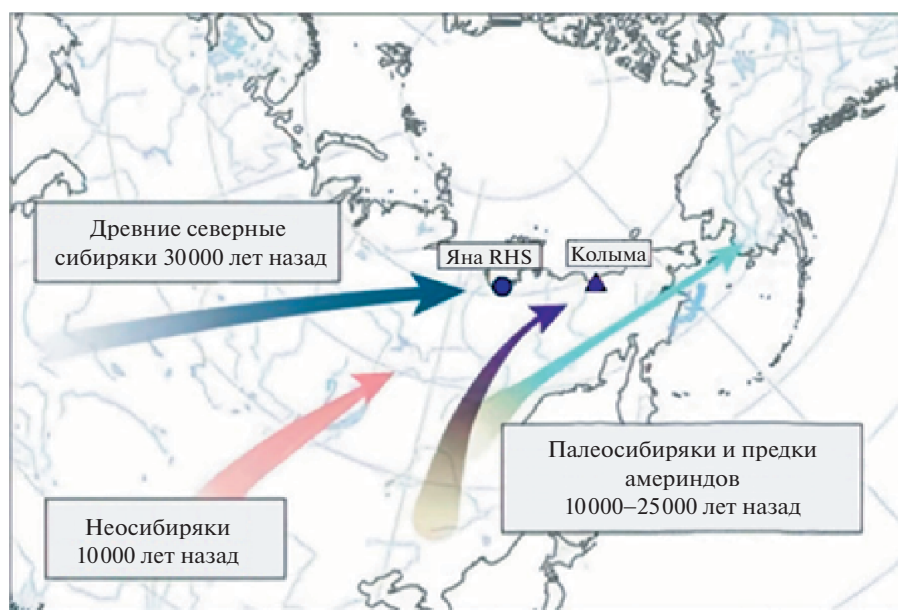 Древние северные
сибиряки 30000 лет назад
Яна RHS
Колыма
Палеосибиряки и предки
америндов
10000–25000 лет назад
Неосибиряки
10000 лет назад